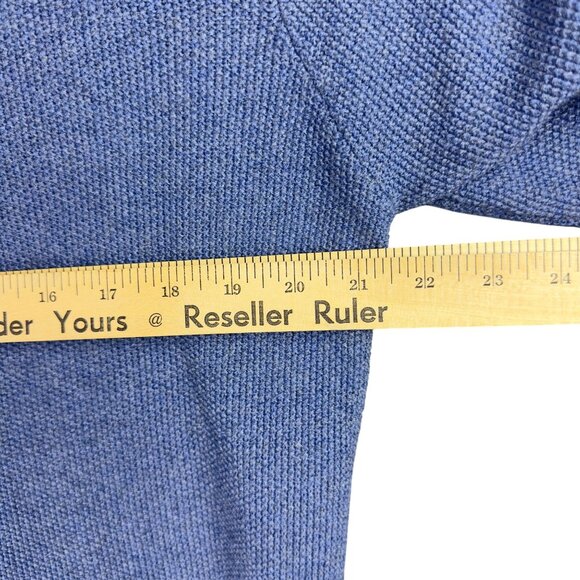 16 17 18 19 20 21 22 23 24
der Yours @ Reseller Ruler